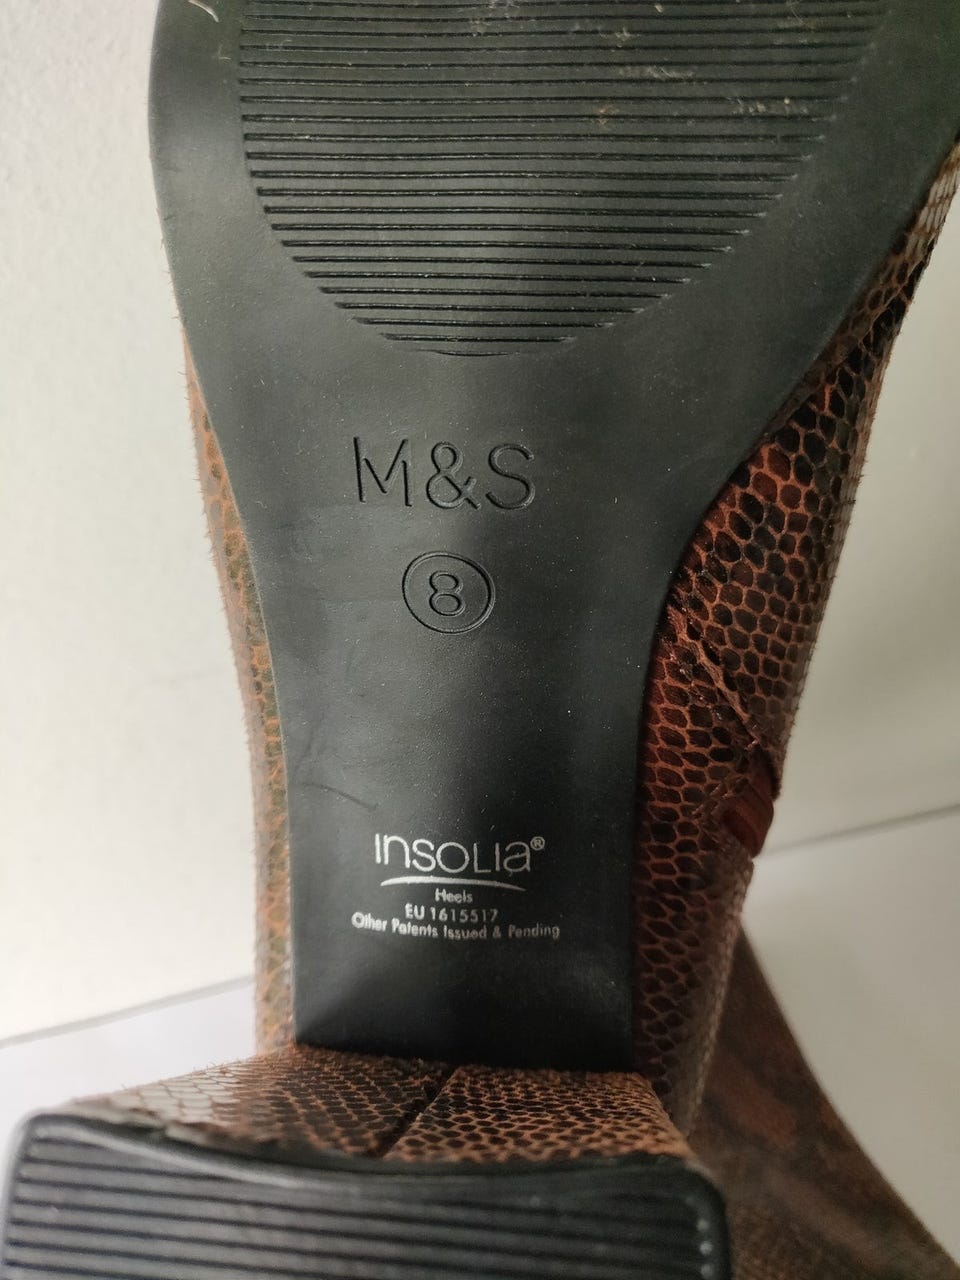 M&S
8
INSOLIA®
Heels
EU 1615517
Other Patents Issued & Pending